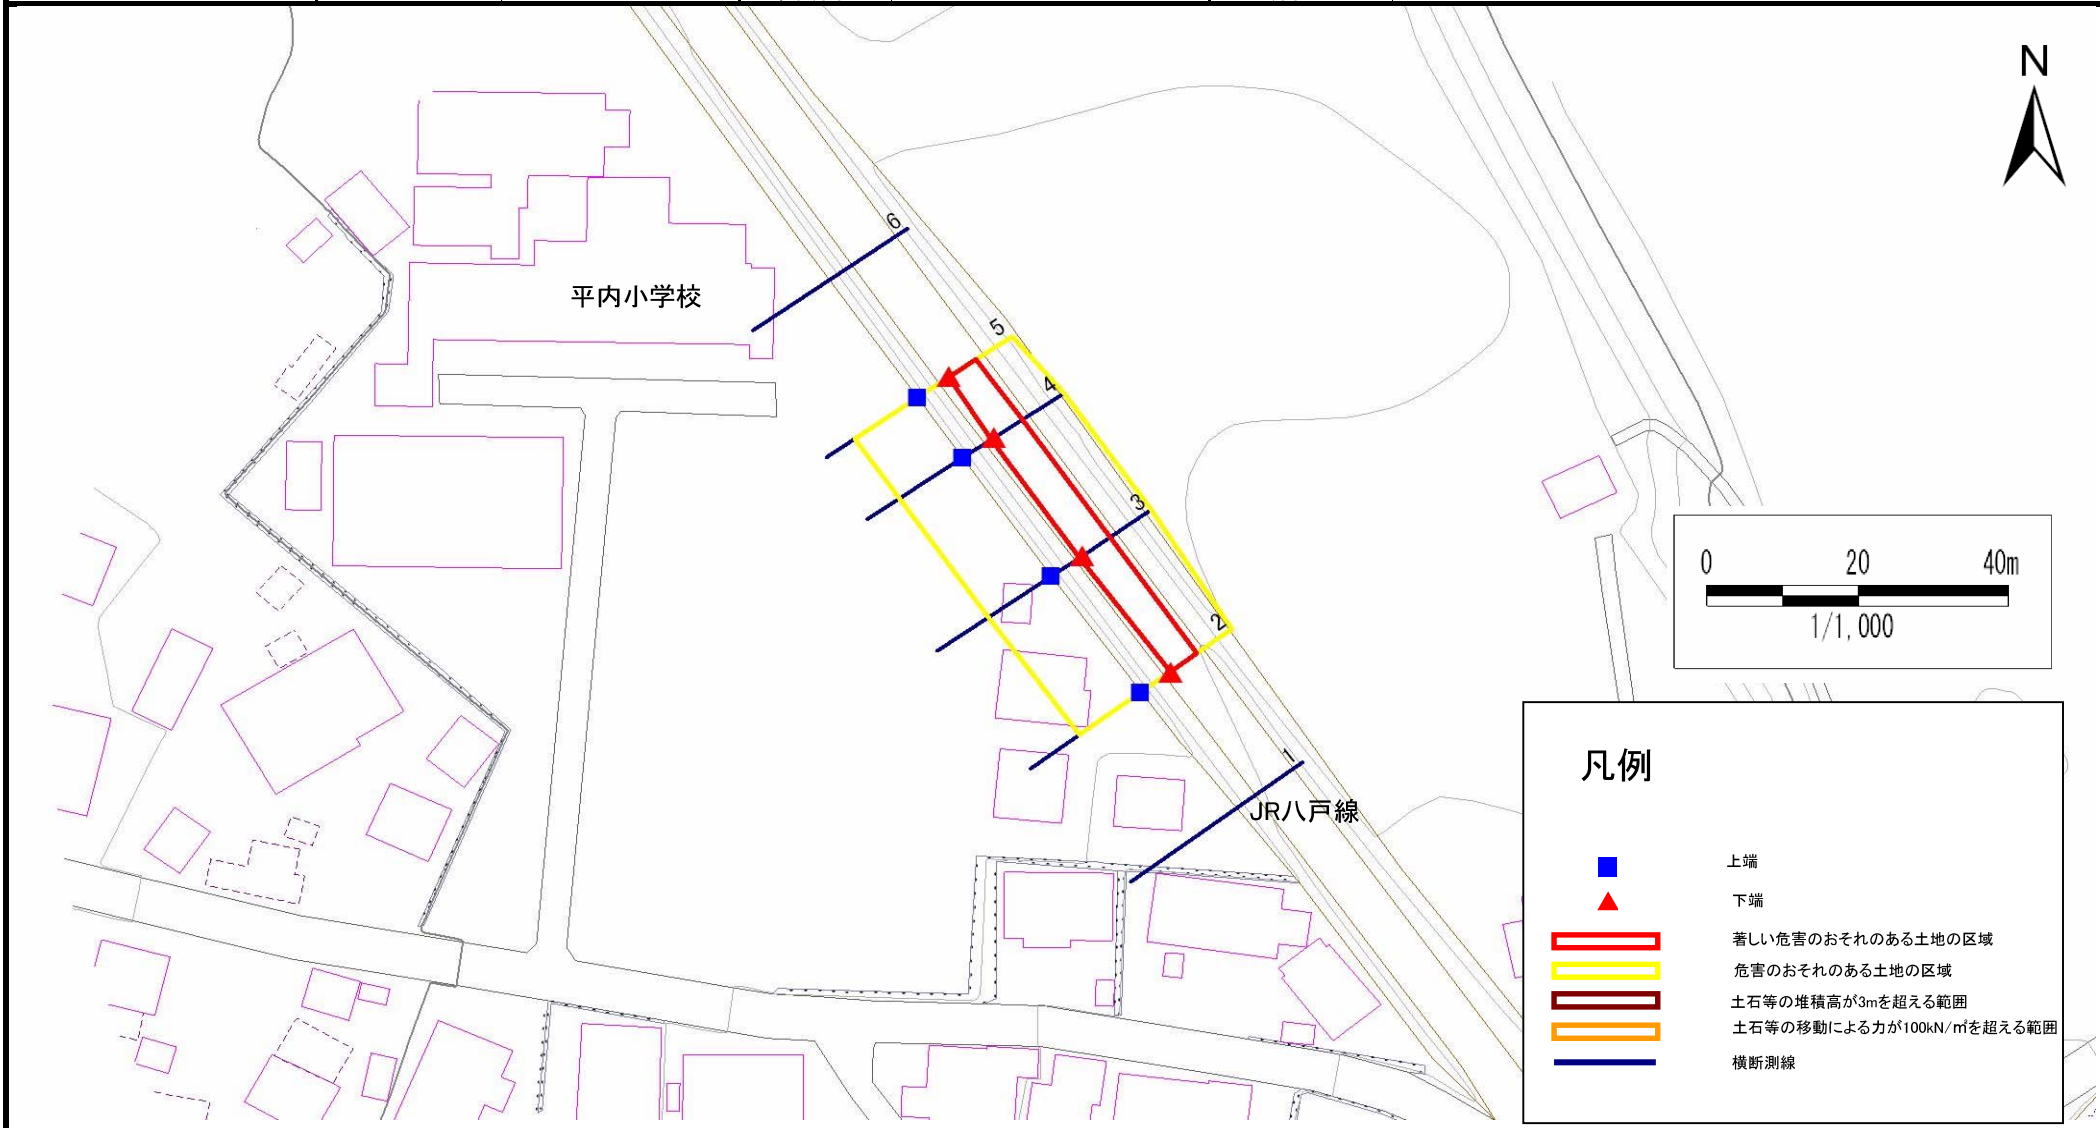 N
6
平内小学校
5
4
3
2
1
JR八戸線
0 20 40m
1/1,000
凡例
上端
下端
著しい危害のおそれのある土地の区域
危害のおそれのある土地の区域
土石等の堆積高が3mを超える範囲
土石等の移動による力が100kN/㎡を超える範囲
横断測線